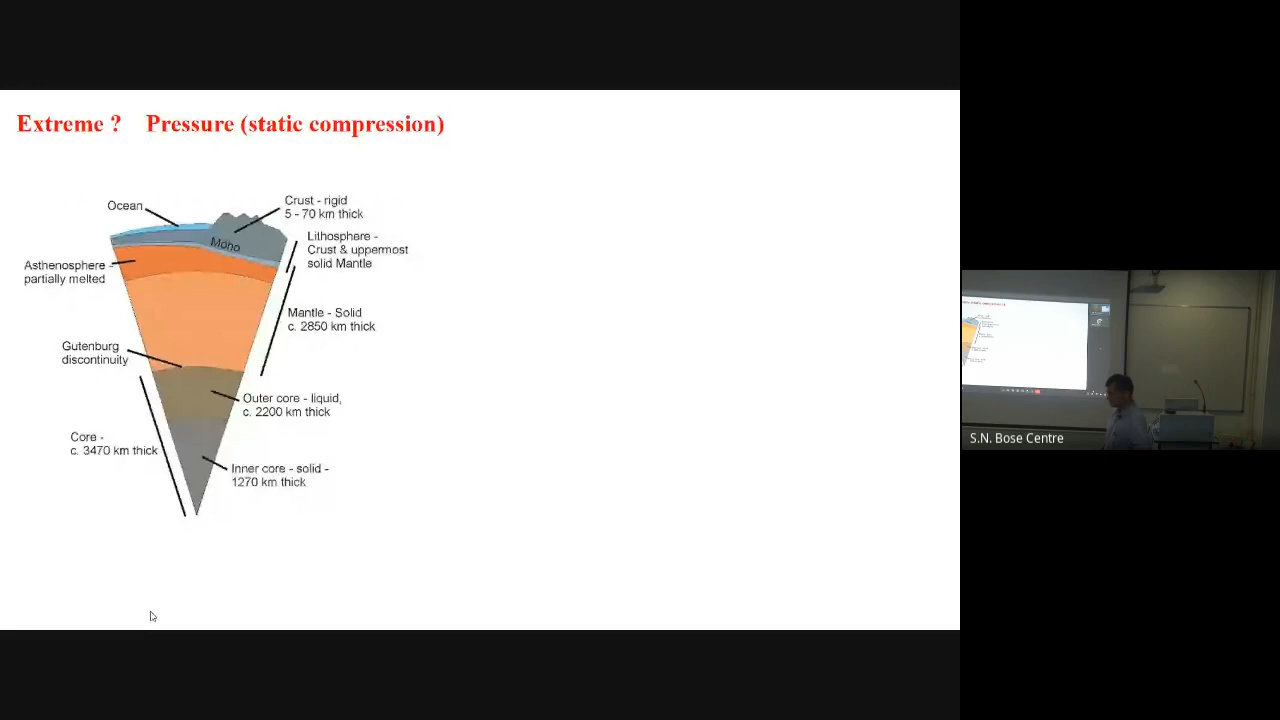 Extreme ? Pressure (static compression)
Ocean
Crust - rigid
5 - 70 km thick
Moho
Lithosphere -
Crust & uppermost
solid Mantle
Asthenosphere -
partially melted
Mantle - Solid
c. 2850 km thick
Gutenburg
discontinuity
Outer core - liquid,
c. 2200 km thick
Core -
c. 3470 km thick
Inner core - solid -
1270 km thick
S.N. Bose Centre